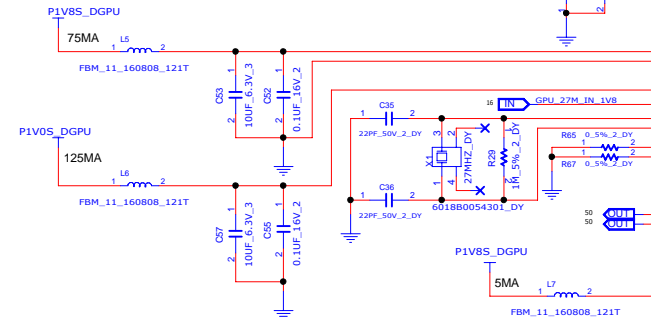 P1V8S_DGPU
75MA
1 L5 2
FBM_11_160808_121T
1
2
C53
10UF_6.3V_3
1
2
C52
0.1UF_16V_2
2
16 IN GPU_27M_IN_1V8
1 C35 2
22PF_50V_2_DY
X1
3
2
1
4
27MHZ_DY
R29
1
2
1M_5%_2_DY
R65 0_5%_2_DY
1 2
1 2
R67 0_5%_2_DY
1 C36 2
22PF_50V_2_DY
6018B0054301_DY
P1V0S_DGPU
125MA
1 L6 2
FBM_11_160808_121T
1
2
C57
10UF_6.3V_3
1
2
C55
0.1UF_16V_2
50 OUT
50 OUT
P1V8S_DGPU
5MA
1 L7 2
FBM_11_160808_121T